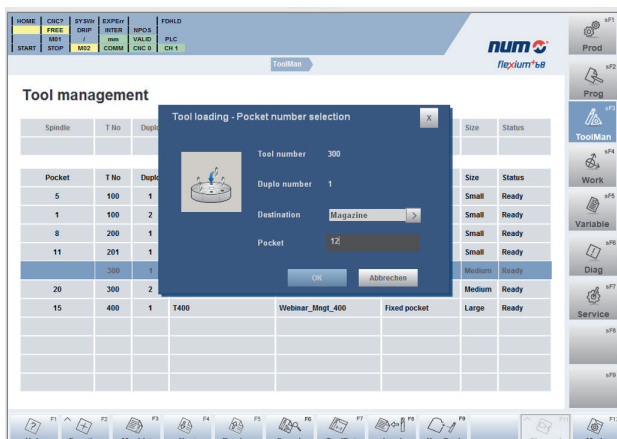 HOME CNC? SYSWr EXPErr FDHLD
FREE DRIP INTER NPOS
M01 / mm VALID PLC
START STOP M02 COMM CNC 0 CH 1
num
flexium+68
ToolMan
Tool management
Spindle T No Size Status
Tool loading - Pocket number selection X
Tool number 300
Duplo number 1
Destination Magazine >
Pocket 12
OK Abbrechen
Pocket T No Size Status
5 100 1 Small Ready
1 100 2 Small Ready
8 200 1 Small Ready
11 201 1 Small Ready
300 1 Medium Ready
20 300 2 Medium Ready
15 400 1 T400 Webinar_Mngt_400 Fixed pocket Large Ready
sF1
Prod
sF2
Prog
sF3
ToolMan
sF4
Work
sF5
Variable
sF6
Diag
sF7
Service
sF8
sF9
F1 F2 F3 F4 F5 F6 F7 F8 F9 F11